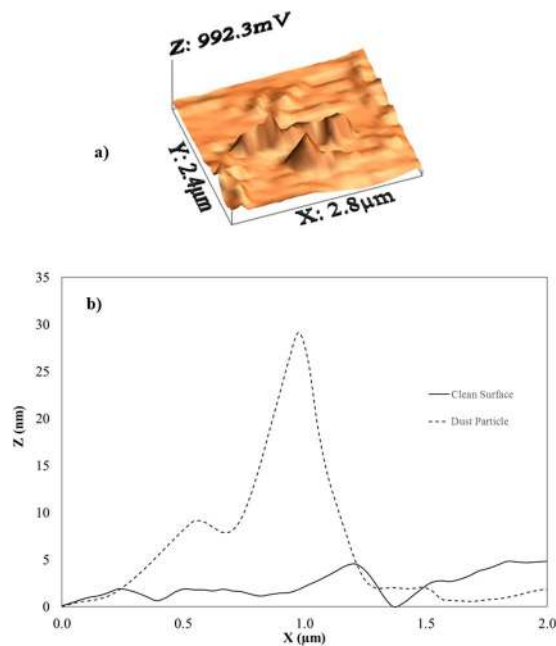 Z: 992.3mV
a)
Y: 2.4µm
X: 2.8µm
b)
35
30
25
20
15
10
5
0
Z (nm)
Clean Surface
Dust Particle
0.0 0.5 1.0 1.5 2.0
X (µm)